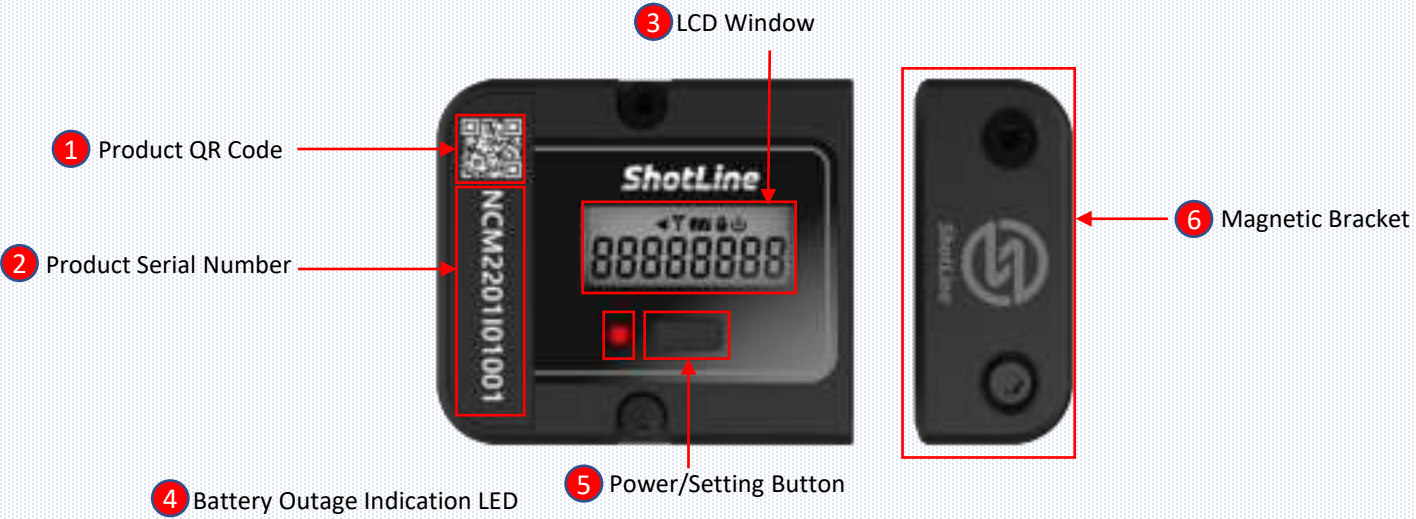 3 LCD Window
1 Product QR Code
ShotLine
88888888
NCM2201I01001
2 Product Serial Number
ShotLine
6 Magnetic Bracket
5 Power/Setting Button
4 Battery Outage Indication LED